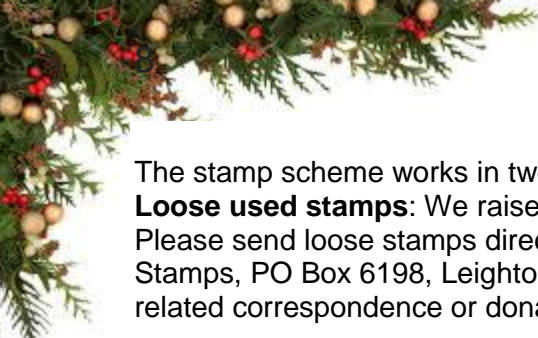 The stamp scheme works in
Loose used stamps: We raise
Please send loose stamps
Stamps, PO Box 6198,
related correspondence or